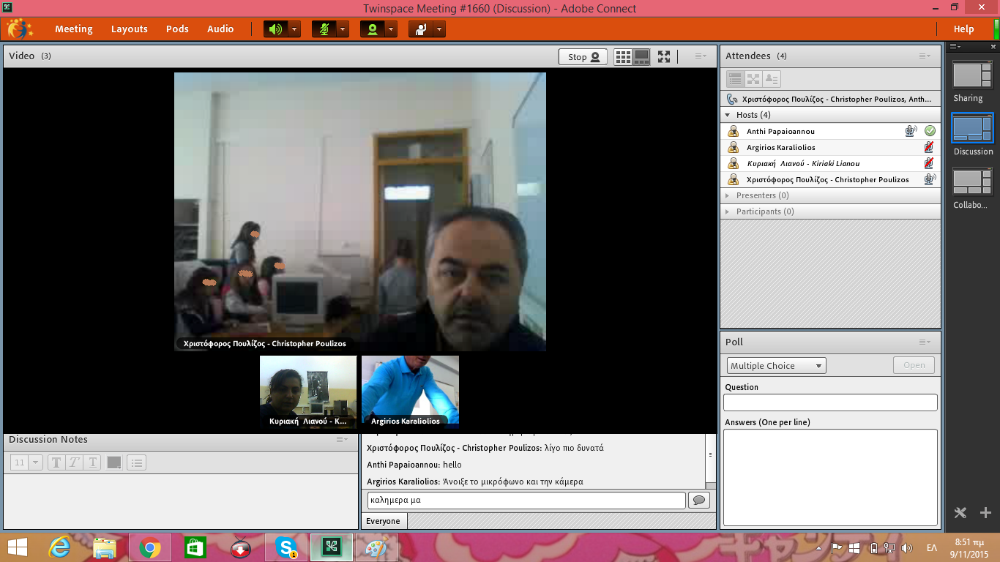 Twinspace Meeting #1660 (Discussion) - Adobe Connect
Meeting Layouts Pods Audio Help
Video (3) Stop
Χριστόφορος Πουλίζος - Christopher Poulizos
Κυριακή Λιανού - K...
Argirios Karaliolios
Attendees (4)
Χριστόφορος Πουλίζος - Christopher Poulizos, Anth...
Hosts (4)
Anthi Papaioannou
Argirios Karaliolios
Κυριακή Λιανού - Kiriaki Lianou
Χριστόφορος Πουλίζος - Christopher Poulizos
Presenters (0)
Participants (0)
Sharing
Discussion
Collabo...
Discussion Notes
11 T T T
Χριστόφορος Πουλίζος - Christopher Poulizos: λίγο πιο δυνατά
Anthi Papaioannou: hello
Argirios Karaliolios: Άνοιξε το μικρόφωνο και την κάμερα
καλημερα μα
Everyone
Poll
Multiple Choice Open
Question
Answers (One per line)
S 1
ΕΛ
8:51 πμ
9/11/2015